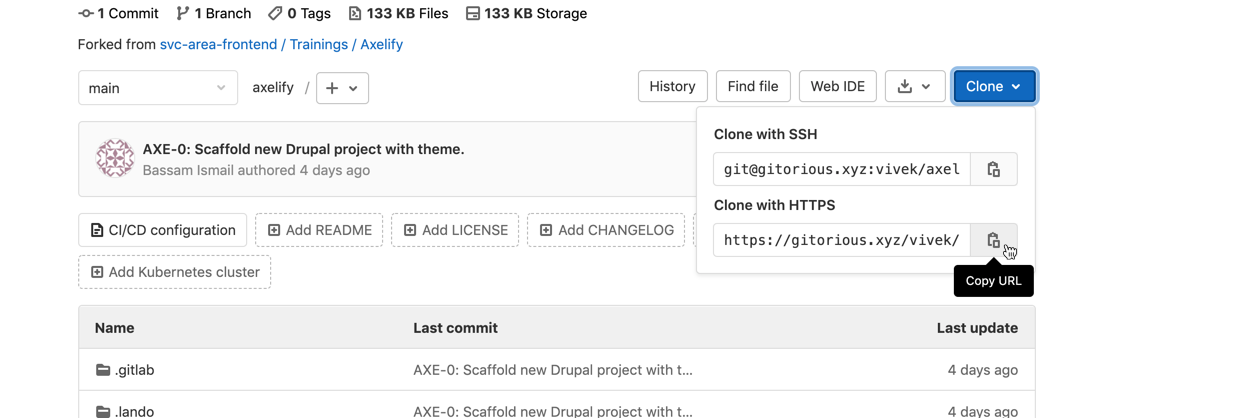 1 Commit 1 Branch 0 Tags 133 KB Files 133 KB Storage
Forked from svc-area-frontend / Trainings / Axelify
main axelify / + History Find file Web IDE Clone
Clone with SSH
git@gitorious.xyz:vivek/axel
Clone with HTTPS
https://gitorious.xyz/vivek/
Copy URL
AXE-0: Scaffold new Drupal project with theme.
Bassam Ismail authored 4 days ago
CI/CD configuration Add README Add LICENSE Add CHANGELOG
Add Kubernetes cluster
Name Last commit Last update
.gitlab AXE-0: Scaffold new Drupal project with t... 4 days ago
.lando AXE-0: Scaffold new Drupal project with t... 4 days ago